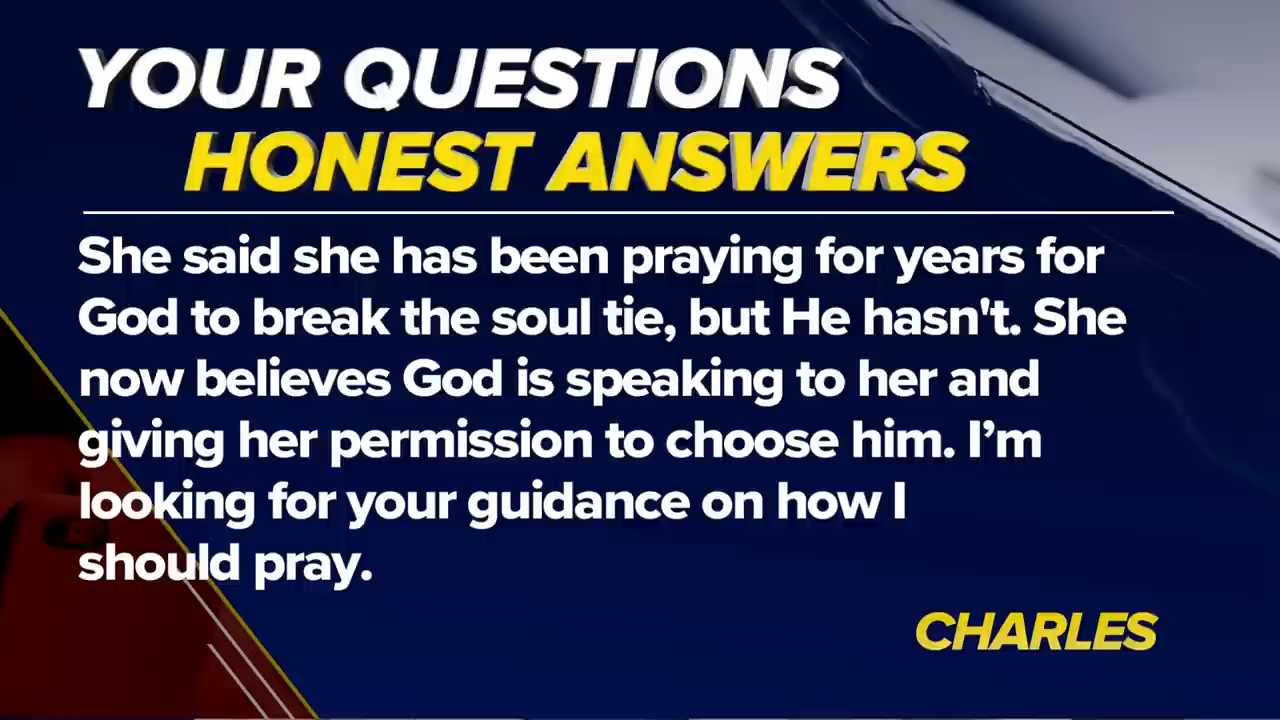 YOUR QUESTIONS
HONEST ANSWERS
She said she has been praying for years for
God to break the soul tie, but He hasn't. She
now believes God is speaking to her and
giving her permission to choose him. I’m
looking for your guidance on how I
should pray.
CHARLES